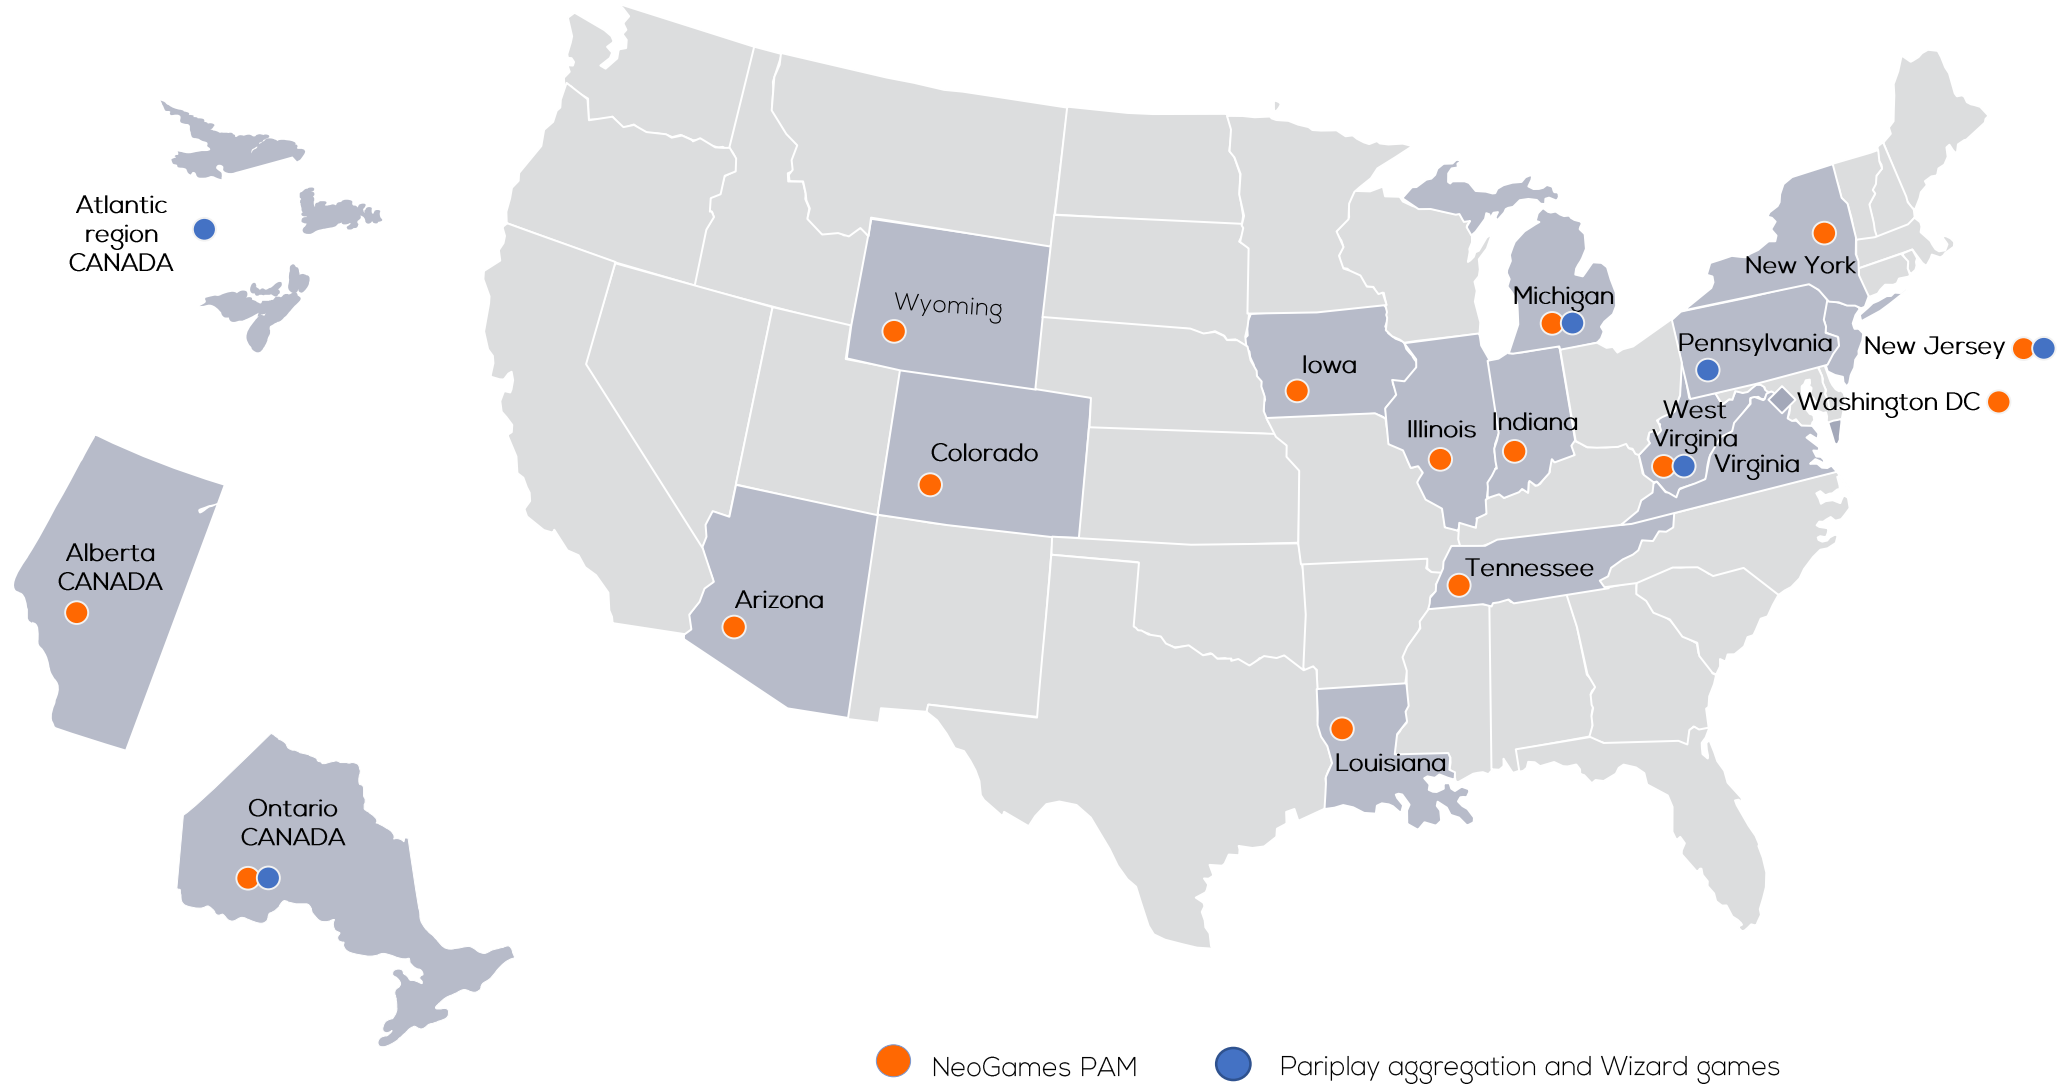 Atlantic
region
CANADA
Alberta
CANADA
Ontario
CANADA
Wyoming
Colorado
Arizona
Iowa
Illinois
Indiana
Michigan
Tennessee
Louisiana
New York
Pennsylvania
New Jersey
Washington DC
West
Virginia
Virginia
NeoGames PAM
Pariplay aggregation and Wizard games